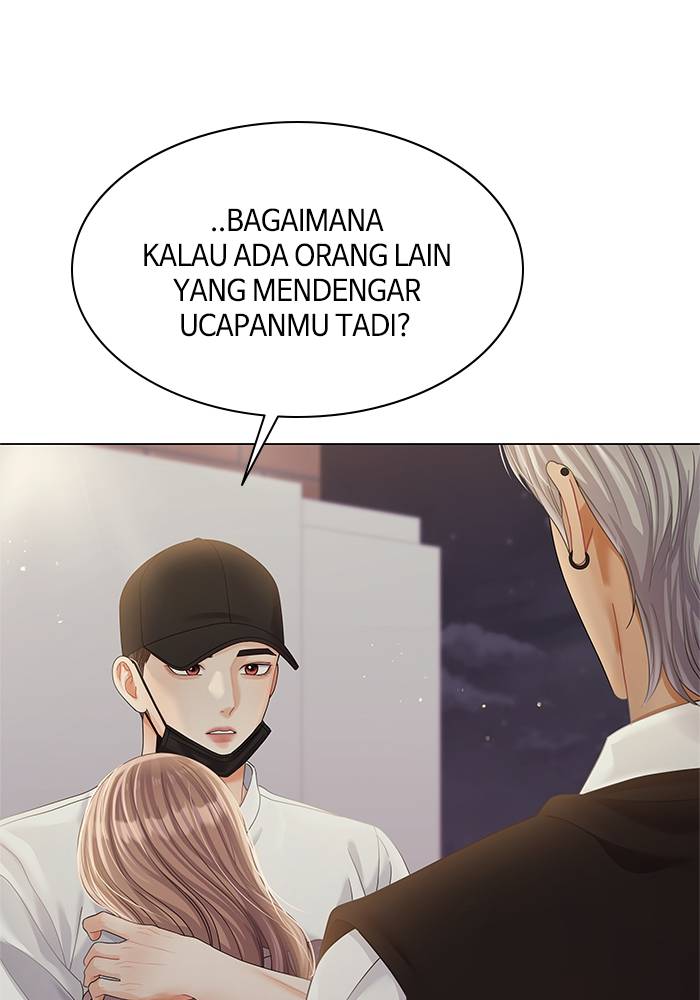 ..BAGAIMANA
KALAU ADA ORANG LAIN
YANG MENDENGAR
UCAPANMU TADI?